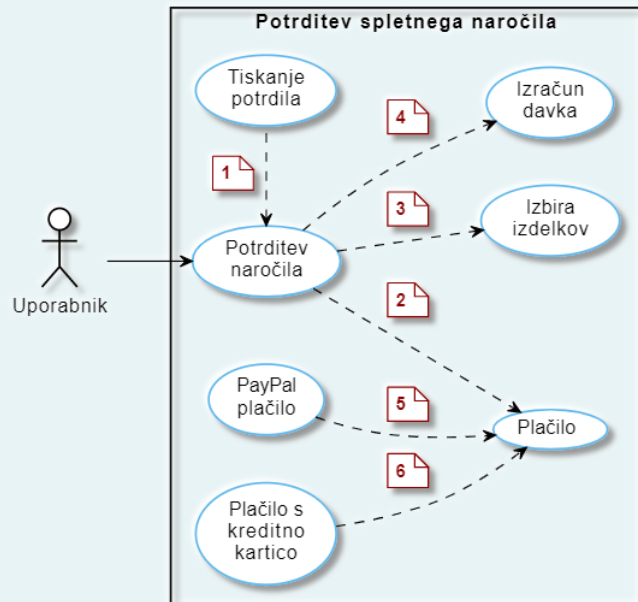 Potrditev spletnega naročila
Tiskanje
potrdila
Izračun
davka
4
1
3
Izbira
izdelkov
Potrditev
naročila
Uporabnik
2
PayPal
plačilo
5
Plačilo
6
Plačilo s
kreditno
kartico